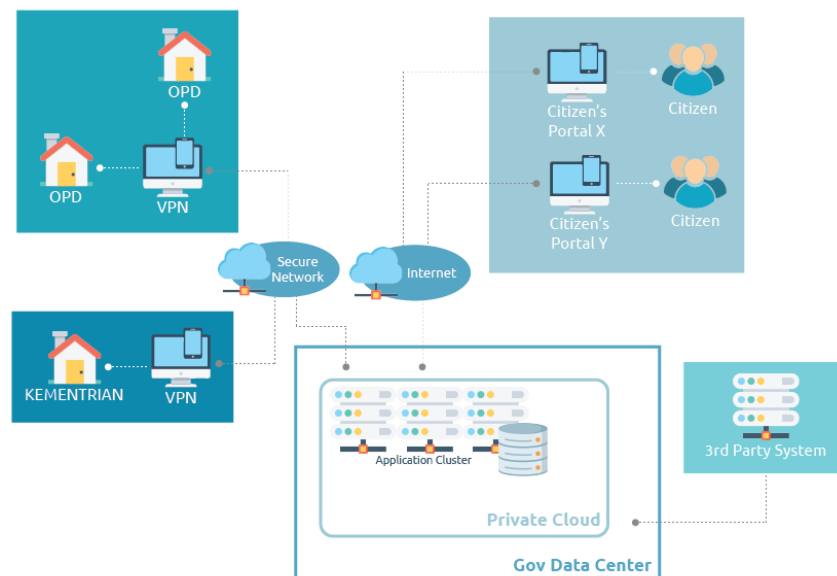 OPD
OPD
VPN
Citizen's
Portal X
Citizen
Citizen's
Portal Y
Citizen
Secure
Network
Internet
KEMENTRIAN
VPN
Application Cluster
Private Cloud
Gov Data Center
3rd Party System